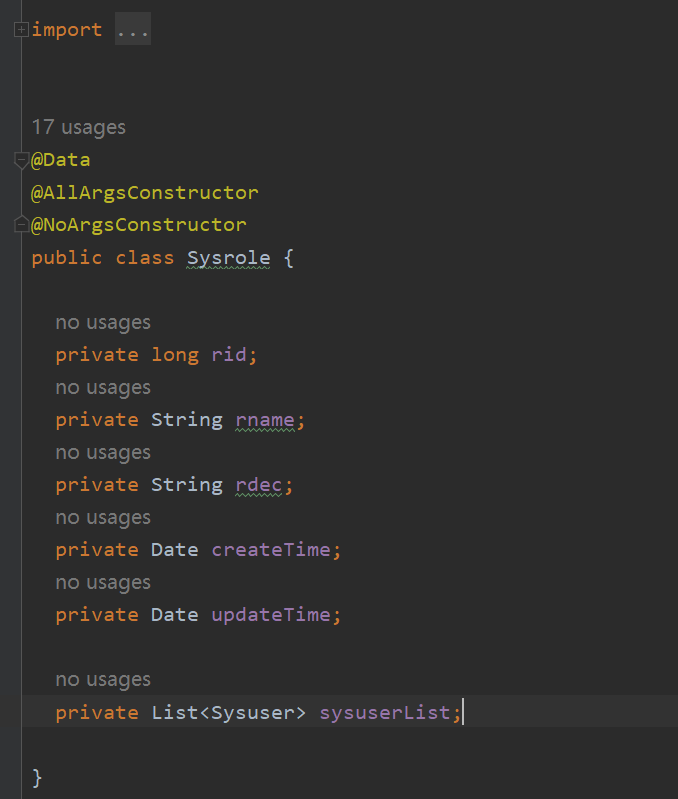 import ...
17 usages
@Data
@AllArgsConstructor
@NoArgsConstructor
public class Sysrole {
no usages
private long rid;
no usages
private String rname;
no usages
private String rdec;
no usages
private Date createTime;
no usages
private Date updateTime;
no usages
private List<Sysuser> sysuserList;
}